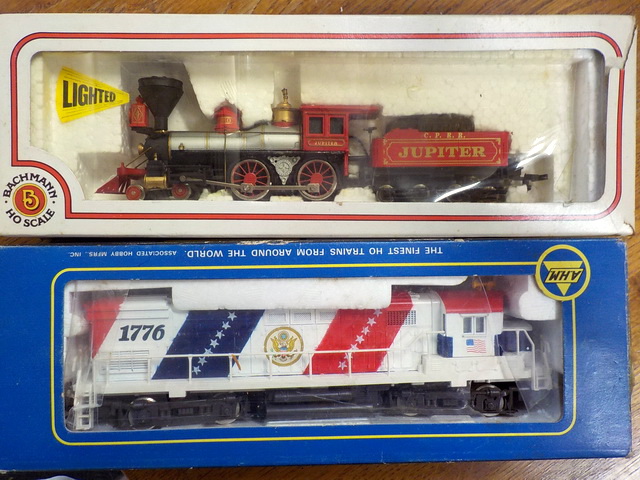 LIGHTED
C. P. R. R.
JUPITER
JUPITER
BACHMANN
HO SCALE
THE FINEST HO TRAINS FROM AROUND THE WORLD. ASSOCIATED HOBBY MFRS., INC.
AHM
1776